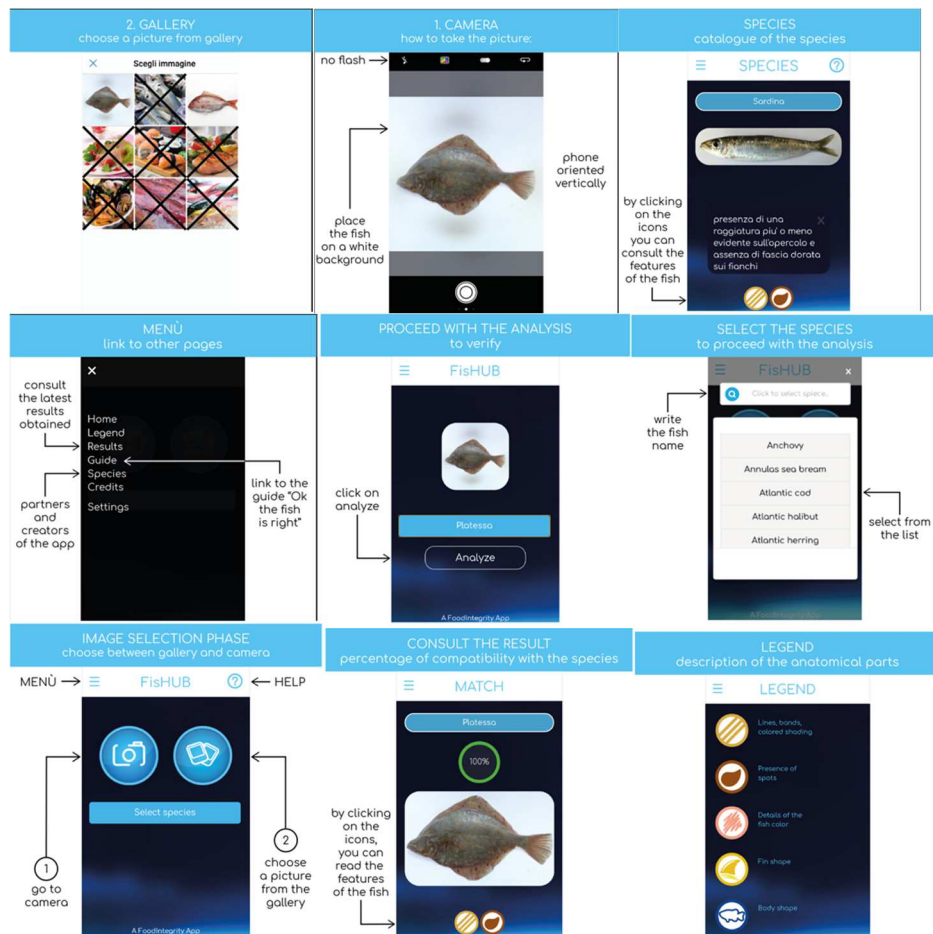 2. GALLERY
choose a picture from gallery
Scegli immagine
1. CAMERA
how to take the picture:
no flash
place
the fish
on a white
background
phone
oriented
vertically
SPECIES
catalogue of the species
SPECIES
?
Sardina
by clicking
on the
icons
you can
consult the
features
of the fish
X
presenza di una
raggiatura piu' o meno
evidente sull'opercolo e
assenza di fascia dorata
sui fianchi
MENÙ
link to other pages
consult
the latest
results
obtained
partners
and
creators
of the app
Home
Legend
Results
Guide
Species
Credits
Settings
link to the
guide "Ok
the fish
is right"
PROCEED WITH THE ANALYSIS
to verify
FisHUB
click on
analyze
Platessa
Analyze
A FoodIntegrity App
SELECT THE SPECIES
to proceed with the analysis
FisHUB
x
Click to select spiece..
write
the fish
name
Anchovy
Annulas sea bream
Atlantic cod
Atlantic halibut
Atlantic herring
select from
the list
A FoodIntegrity App
IMAGE SELECTION PHASE
choose between gallery and camera
MENÙ
FisHUB
?
HELP
Select species
1
go to
camera
2
choose
a picture
from the
gallery
A FoodIntegrity App
CONSULT THE RESULT
percentage of compatibility with the species
MATCH
Platessa
100%
by clicking
on the
icons,
you can
read the
features
of the fish
LEGEND
description of the anatomical parts
LEGEND
Lines, bands,
colored shading
Presence of
spots
Details of the
fish color
Fin shape
Body shape